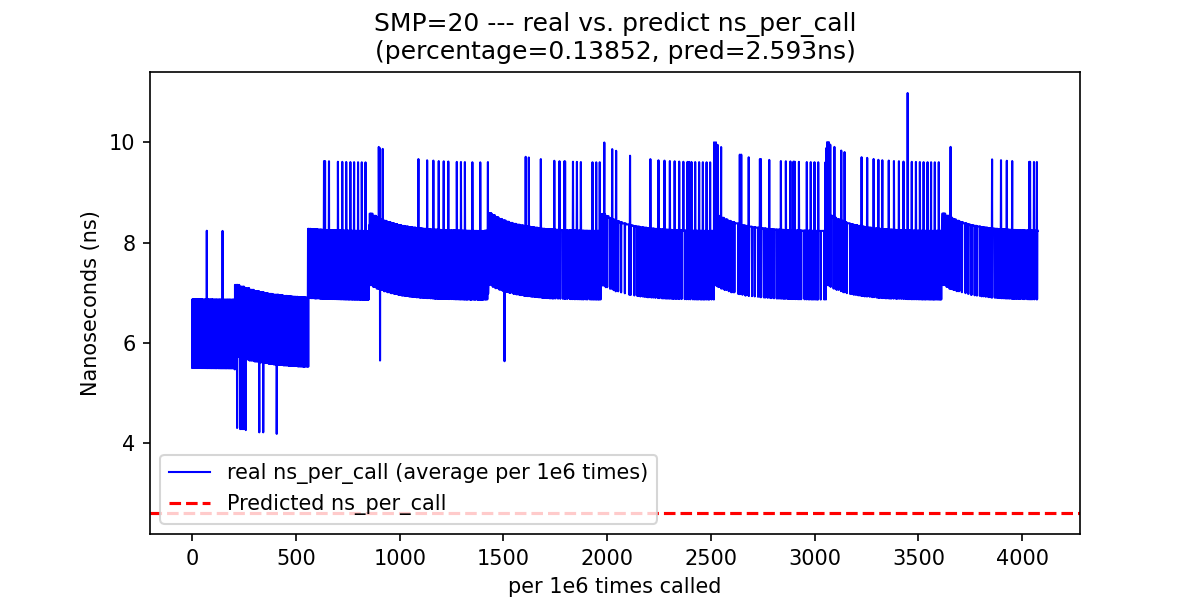 SMP=20 --- real vs. predict ns_per_call
(percentage=0.13852, pred=2.593ns)
Nanoseconds (ns)
10
8
6
4
real ns_per_call (average per 1e6 times)
Predicted ns_per_call
0
500
1000
1500
2000
2500
3000
3500
4000
per 1e6 times called